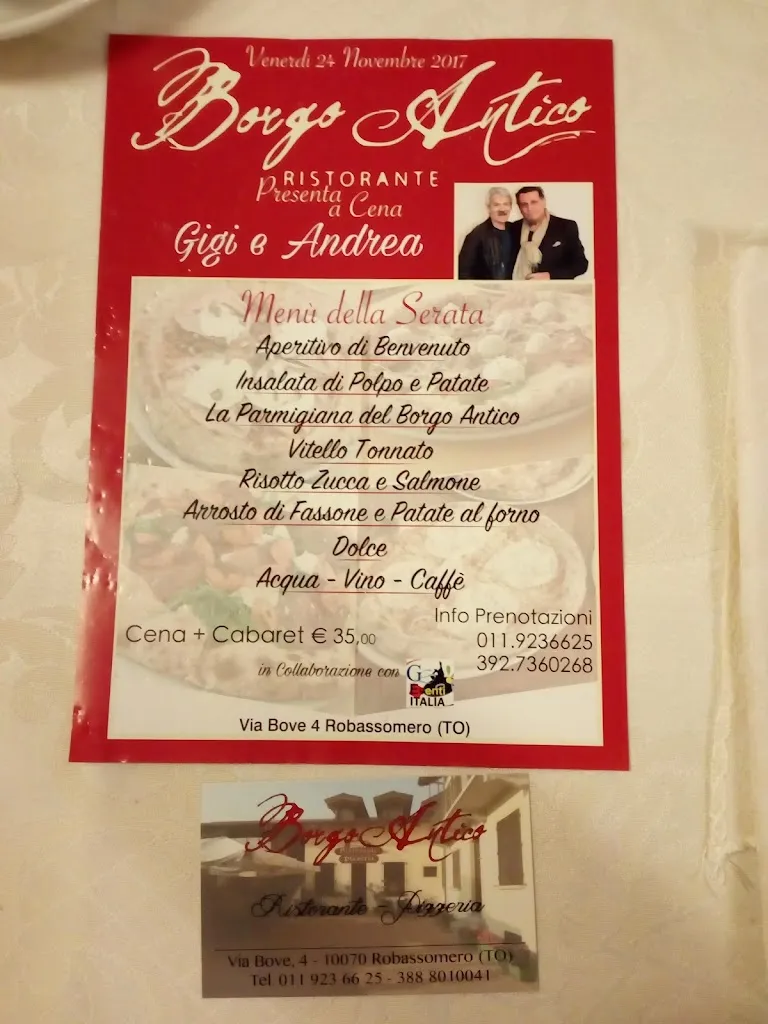 Venerdì 24 Novembre 2017
Borgo Antico
RISTORANTE
Presenta
a Cena
Gigi e Andrea
Menù della Serata
Aperitivo di Benvenuto
Insalata di Polpo e Patate
La Parmigiana del Borgo Antico
Vitello Tonnato
Risotto Zucca e Salmone
Arrosto di Fassone e Patate al forno
Dolce
Acqua - Vino - Caffè
Info Prenotazioni
Cena + Cabaret € 35,00
011.9236625
392.7360268
in Collaborazione con
Eventi
ITALIA
Via Bove 4 Robassomero (TO)
Borgo Antico
Ristorante - Pizzeria
Via Bove, 4 - 10070 Robassomero (TO)
Tel. 011 923 66 25 - 388 8010041